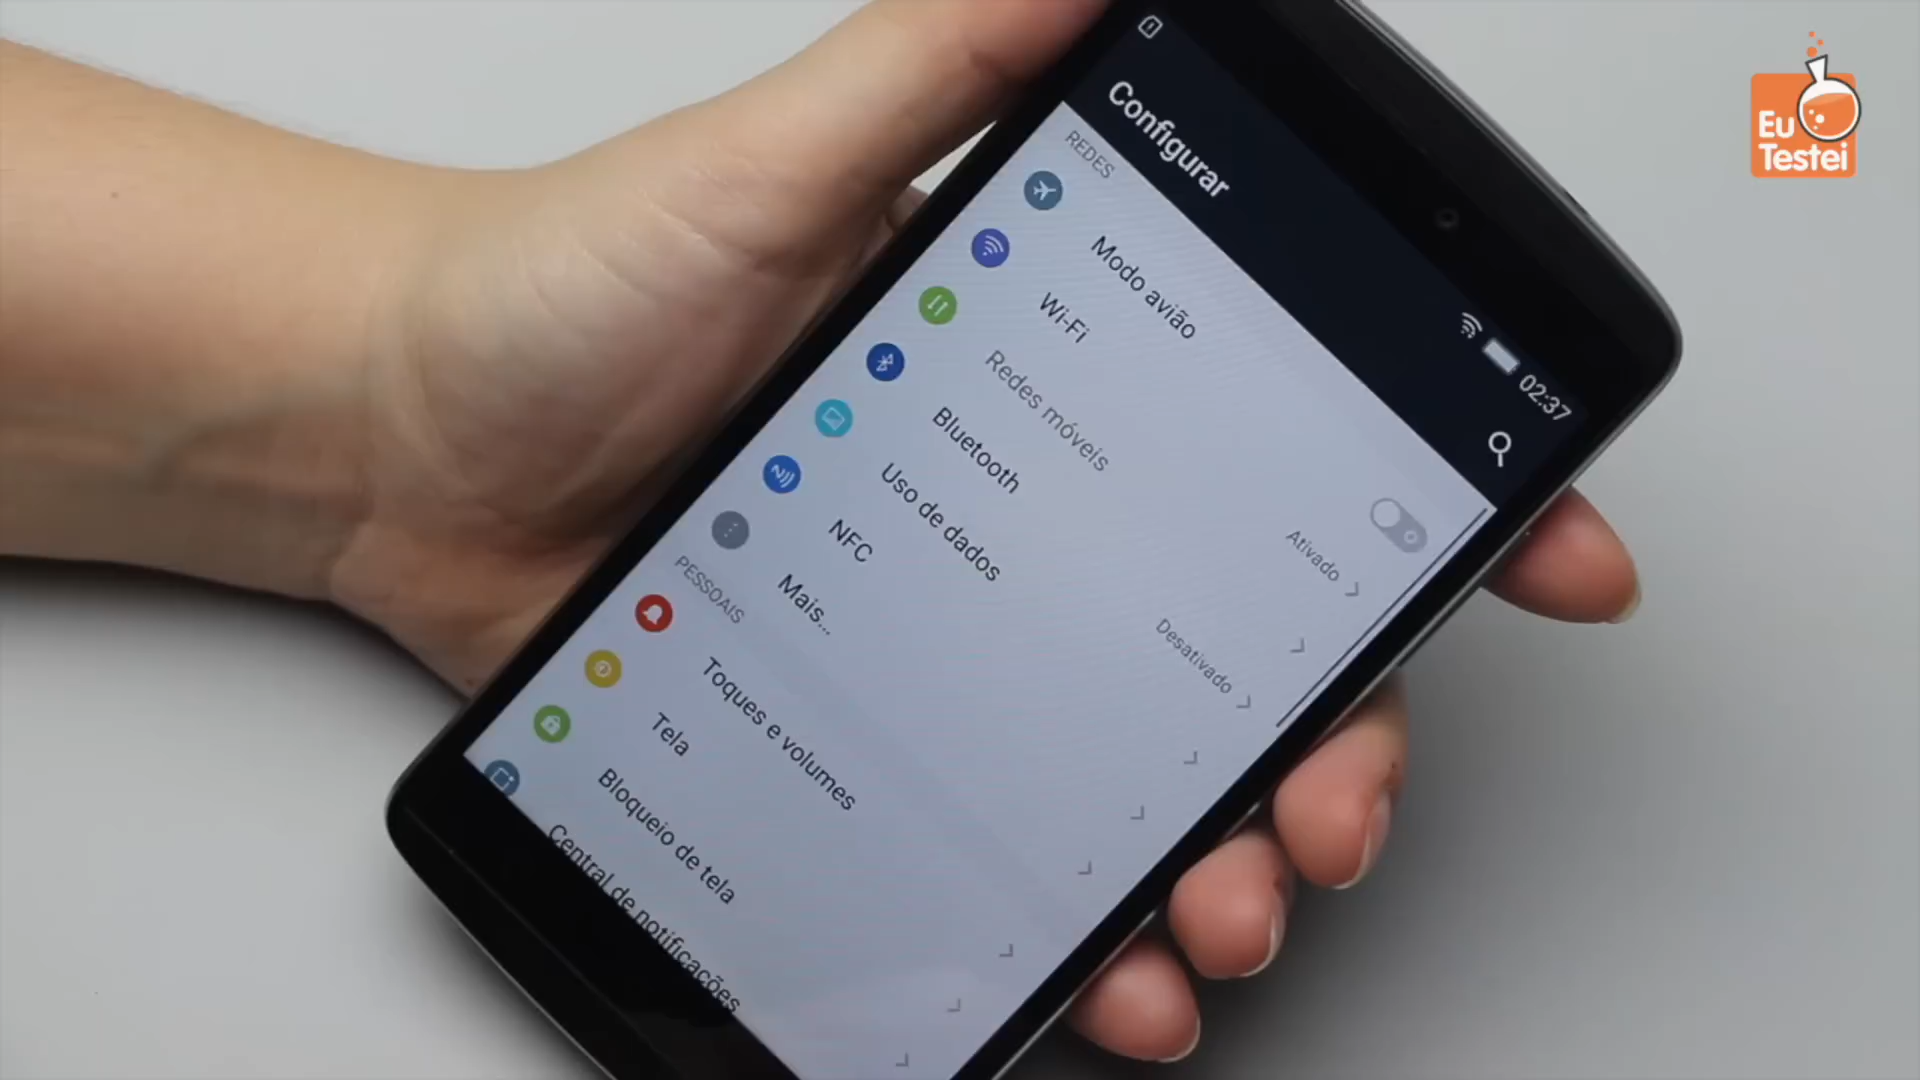 Eu
Testei
02:37
Configurar
REDES
Modo avião
Wi-Fi
Ativado
Redes móveis
Bluetooth
Desativado
Uso de dados
NFC
Mais...
PESSOAIS
Toques e volumes
Tela
Bloqueio de tela
Central de notificações